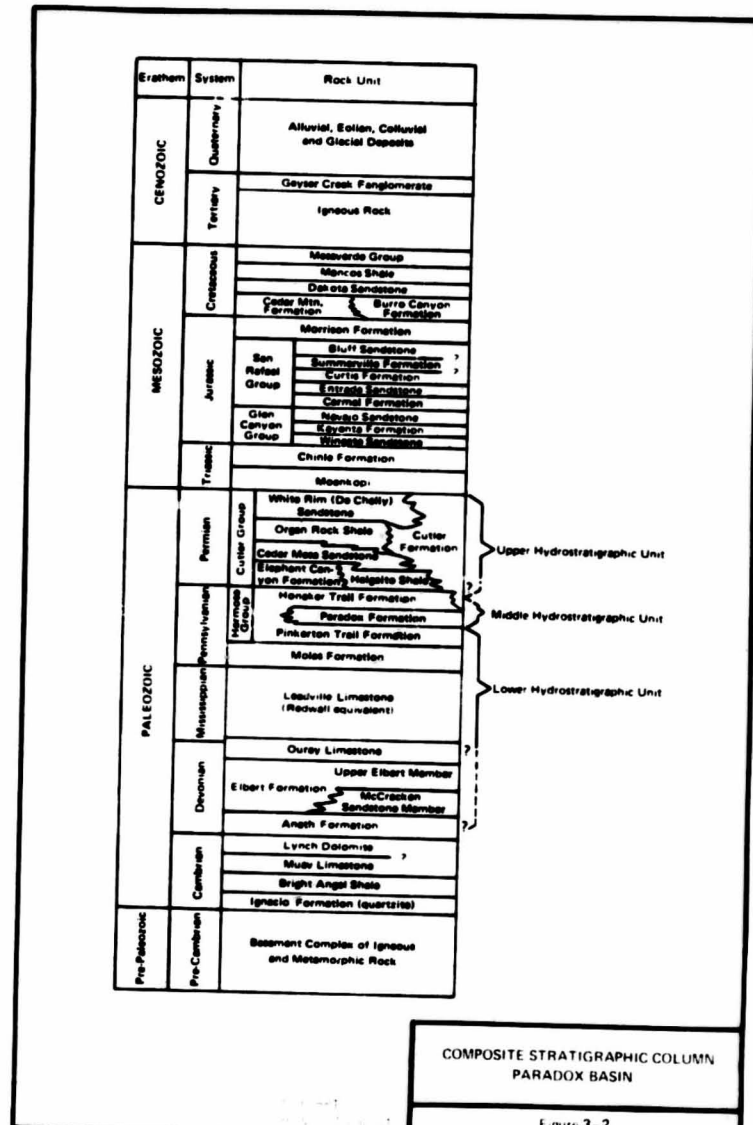 Erathem System Rock Unit
CENOZOIC
Quaternary
Alluvial, Eolian, Colluvial
and Glacial Deposits
Tertiary
Geyser Creek Fanglomerate
Igneous Rock
MESOZOIC
Cretaceous
Mesaverde Group
Mancos Shale
Dakota Sandstone
Cedar Mtn.
Formation
Burro Canyon
Formation
Jurassic
Morrison Formation
San
Rafael
Group
Bluff Sandstone
?
Summerville Formation
?
Curtis Formation
Entrada Sandstone
Carmel Formation
Glen
Canyon
Group
Navajo Sandstone
Kayenta Formation
Wingate Sandstone
Triassic
Chinle Formation
Moenkopi
PALEOZOIC
Permian
Cutler Group
White Rim (De Chelly)
Sandstone
Organ Rock Shale
Cutler
Formation
Cedar Mesa Sandstone
Elephant Can-
yon Formation
Halgaito Shale
?
Upper Hydrostratigraphic Unit
Pennsylvanian
Hermosa
Group
Honaker Trail Formation
Paradox Formation
Middle Hydrostratigraphic Unit
Pinkerton Trail Formation
Molas Formation
Mississippian
Leadville Limestone
(Redwall equivalent)
Lower Hydrostratigraphic Unit
Devonian
Ouray Limestone
?
Upper Elbert Member
Elbert Formation
McCracken
Sandstone Member
Aneth Formation
?
Cambrian
Lynch Dolomite
?
Muav Limestone
Bright Angel Shale
Ignacio Formation (quartzite)
Pre-Paleozoic
Pre-Cambrian
Basement Complex of Igneous
and Metamorphic Rock
COMPOSITE STRATIGRAPHIC COLUMN
PARADOX BASIN
Figure 3-2